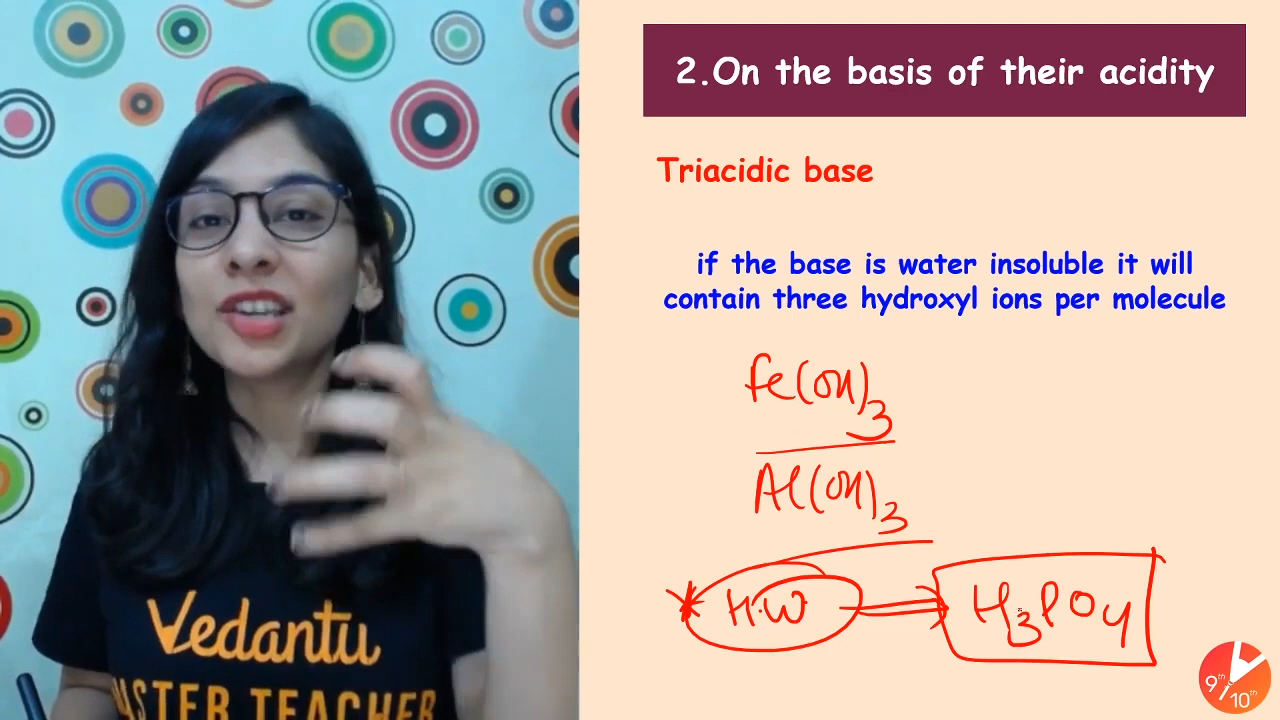 2.On the basis of their acidity
Triacidic base
if the base is water insoluble it will
contain three hydroxyl ions per molecule
Fe(OH)3
Al(OH)3
H.W
H3PO4
Vedantu
MASTER TEACHER
9th
10th